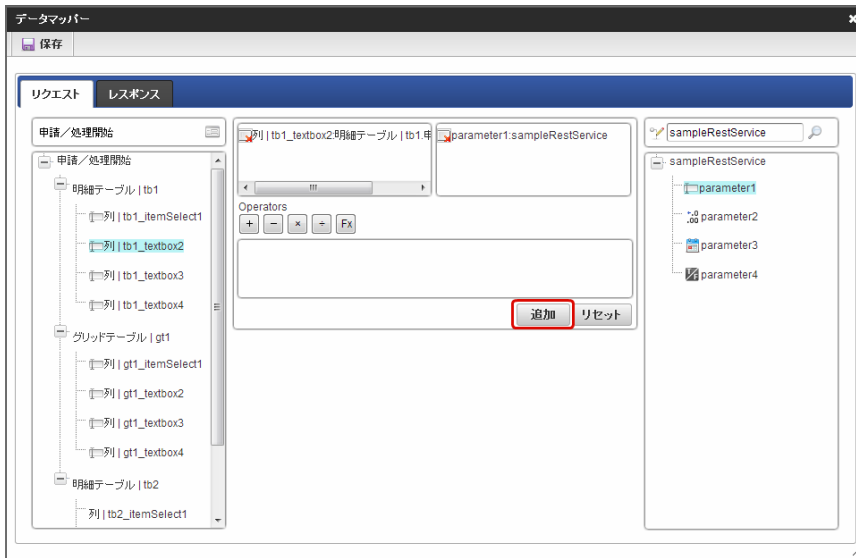 データマッパー
保存
リクエスト
レスポンス
申請／処理開始
申請／処理開始
明細テーブル | tb1
列 | tb1_itemSelect1
列 | tb1_textbox2
列 | tb1_textbox3
列 | tb1_textbox4
グリッドテーブル | gt1
列 | gt1_itemSelect1
列 | gt1_textbox2
列 | gt1_textbox3
列 | gt1_textbox4
明細テーブル | tb2
列 | tb2_itemSelect1
列 | tb1_textbox2:明細テーブル | tb1.申
parameter1:sampleRestService
Operators
+ − × ÷ Fx
追加
リセット
sampleRestService
sampleRestService
parameter1
parameter2
parameter3
parameter4